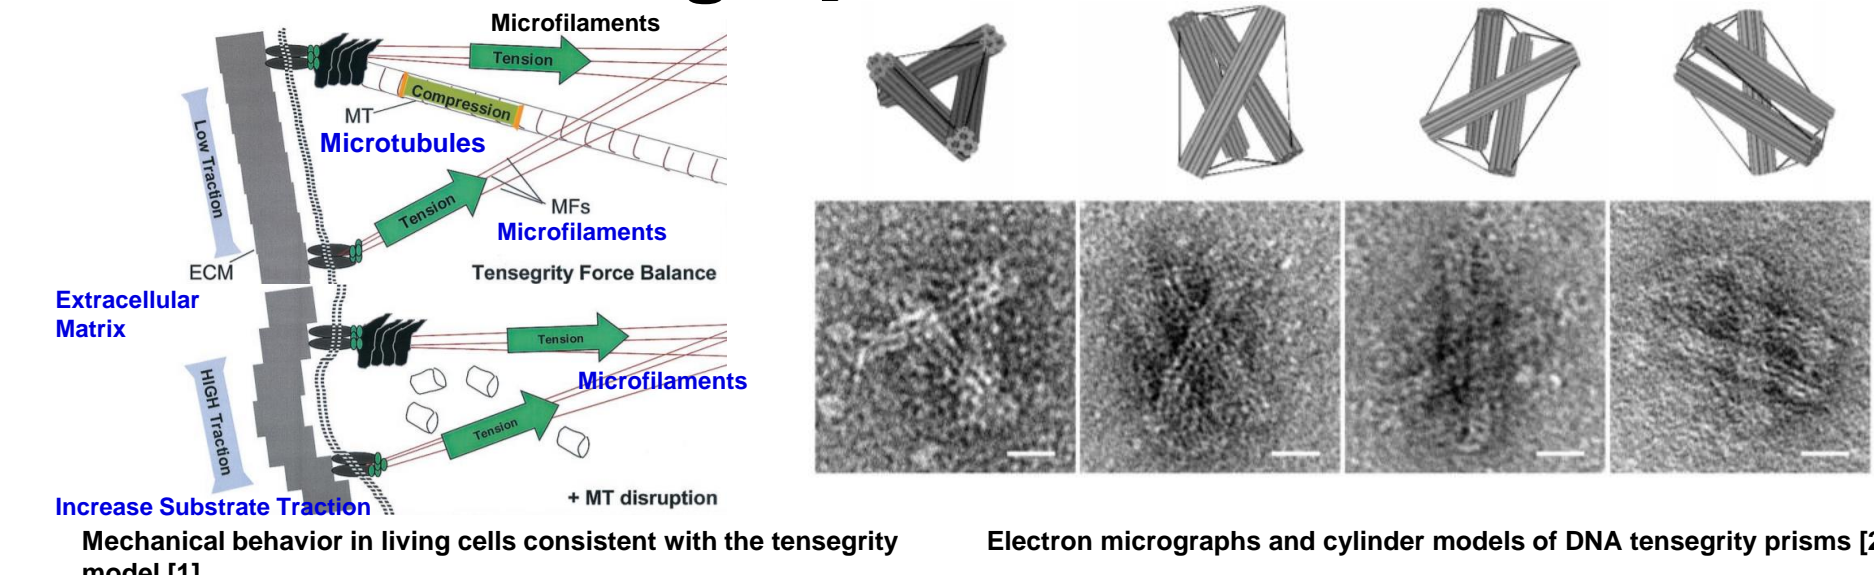 Microfilaments
Tension
Compression
MT
Microtubules
Low Traction
Tension
MFs
Microfilaments
ECM
Tensegrity Force Balance
Extracellular
Matrix
Tension
HIGH Traction
Microfilaments
Tension
+ MT disruption
Increase Substrate Traction
Mechanical behavior in living cells consistent with the tensegrity
model [1]
Electron micrographs and cylinder models of DNA tensegrity prisms [2